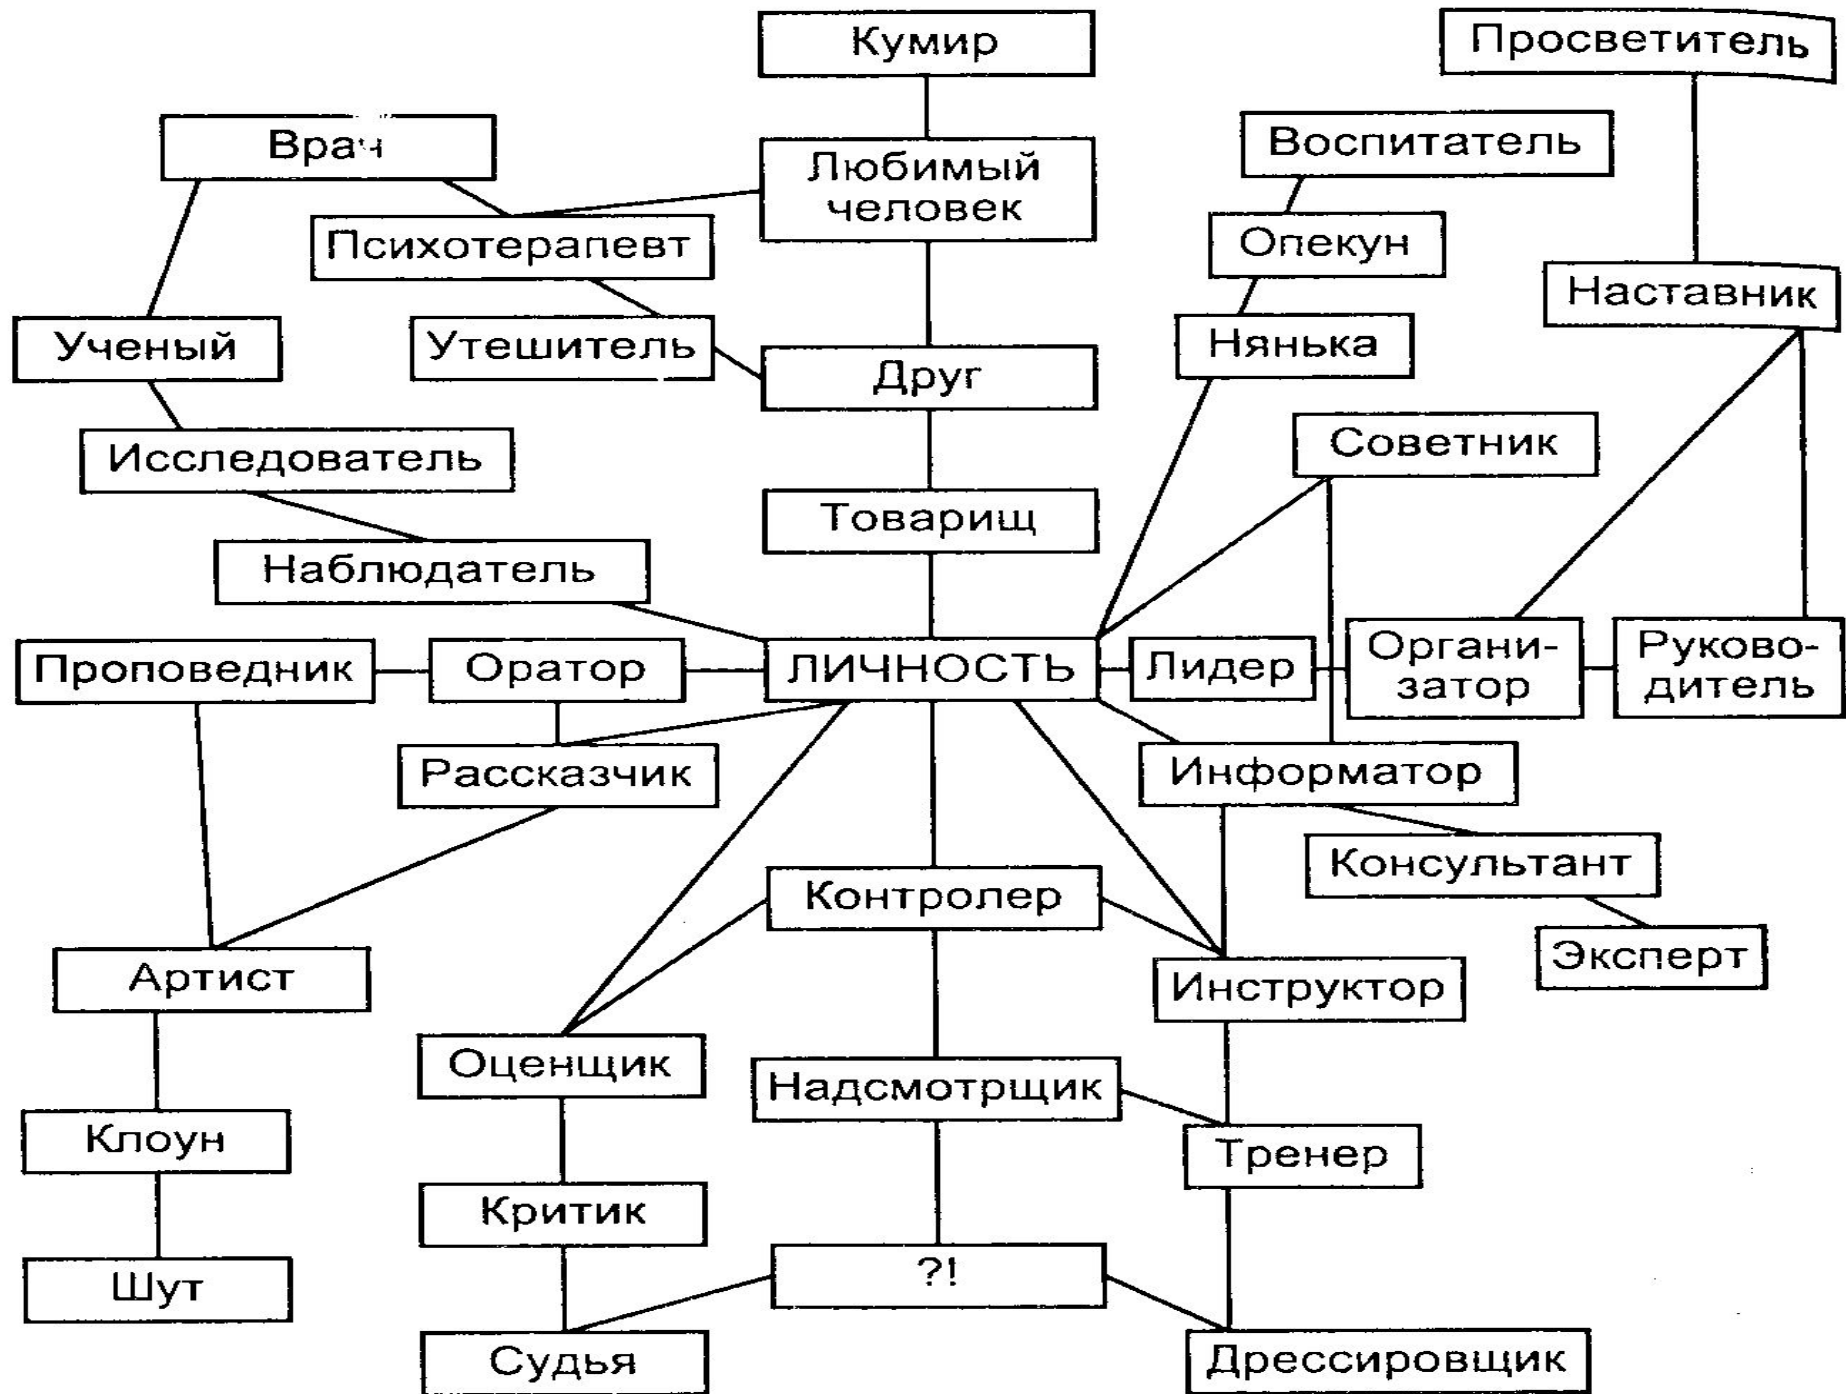 Кумир
Просветитель
Врач
Любимый
человек
Воспитатель
Психотерапевт
Опекун
Наставник
Ученый
Утешитель
Друг
Нянька
Исследователь
Советник
Товарищ
Наблюдатель
Проповедник
Оратор
ЛИЧНОСТЬ
Лидер
Органи-
затор
Руково-
дитель
Рассказчик
Информатор
Консультант
Контролер
Эксперт
Артист
Инструктор
Оценщик
Надсмотрщик
Клоун
Тренер
Критик
?!
Шут
Судья
Дрессировщик